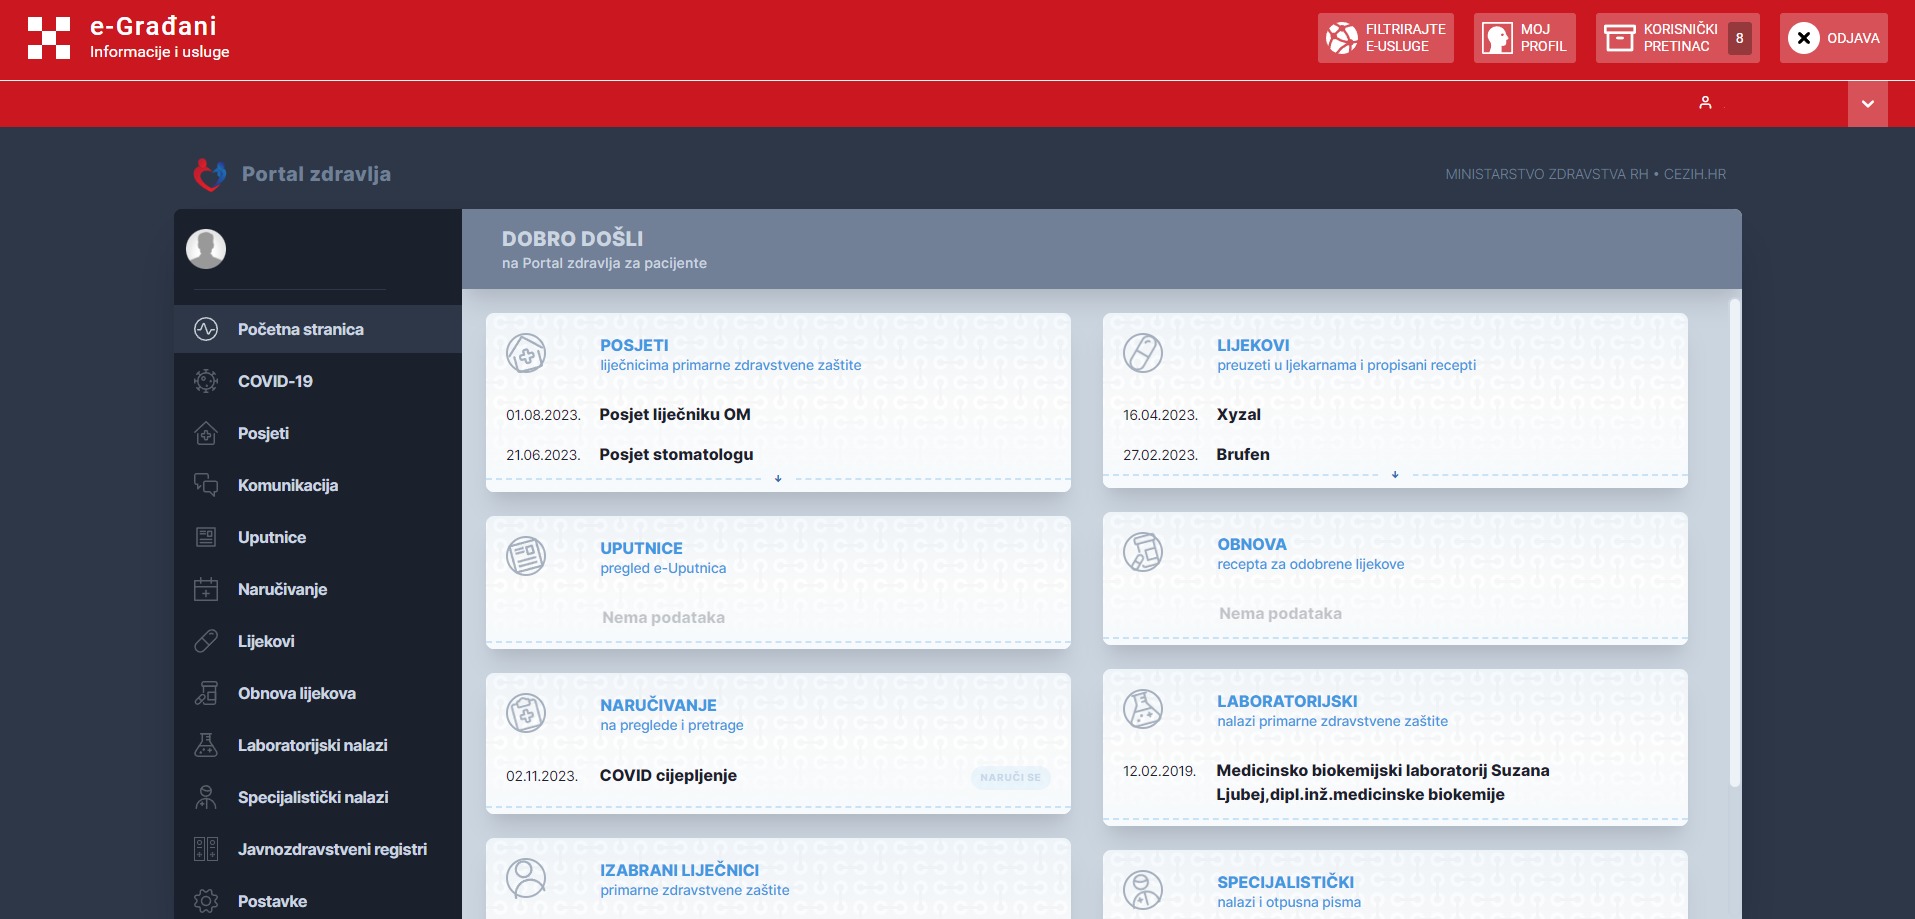 e-Građani
Informacije i usluge
FILTRIRAJTE
E-USLUGE
MOJ
PROFIL
KORISNIČKI
PRETINAC
8
ODJAVA
Portal zdravlja
MINISTARSTVO ZDRAVSTVA RH • CEZIH.HR
Početna stranica
COVID-19
Posjeti
Komunikacija
Uputnice
Naručivanje
Lijekovi
Obnova lijekova
Laboratorijski nalazi
Specijalistički nalazi
Javnozdravstveni registri
Postavke
DOBRO DOŠLI
na Portal zdravlja za pacijente
POSJETI
liječnicima primarne zdravstvene zaštite
01.08.2023. Posjet liječniku OM
21.06.2023. Posjet stomatologu
UPUTNICE
pregled e-Uputnica
Nema podataka
NARUČIVANJE
na preglede i pretrage
02.11.2023. COVID cijepljenje NARUČI SE
IZABRANI LIJEČNICI
primarne zdravstvene zaštite
LIJEKOVI
preuzeti u ljekarnama i propisani recepti
16.04.2023. Xyzal
27.02.2023. Brufen
OBNOVA
recepta za odobrene lijekove
Nema podataka
LABORATORIJSKI
nalazi primarne zdravstvene zaštite
12.02.2019. Medicinsko biokemijski laboratorij Suzana
Ljubej,dipl.inž.medicinske biokemije
SPECIJALISTIČKI
nalazi i otpusna pisma